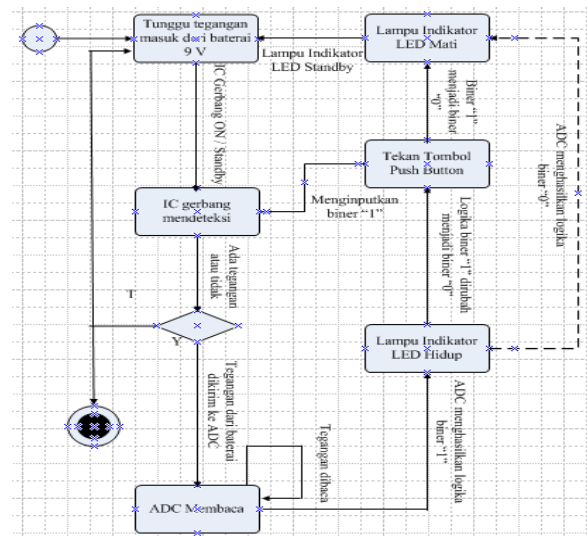 Tunggu tegangan
masuk dari baterai
9 V
Lampu Indikator
LED Mati
Lampu Indikator
LED Standby
IC Gerbang ON / Standby
Biner “1”
menjadi biner
“0”
ADC menghasilkan logika
biner “0”
Tekan Tombol
Push Button
IC gerbang
mendeteksi
Menginputkan
biner “1”
Logika biner “1” dirubah
menjadi biner “0”
Ada tegangan
atau tidak
T
Y
Lampu Indikator
LED Hidup
Tegangan dari baterai
dikirim ke ADC
Tegangan dibaca
ADC menghasilkan logika
biner “1”
ADC Membaca